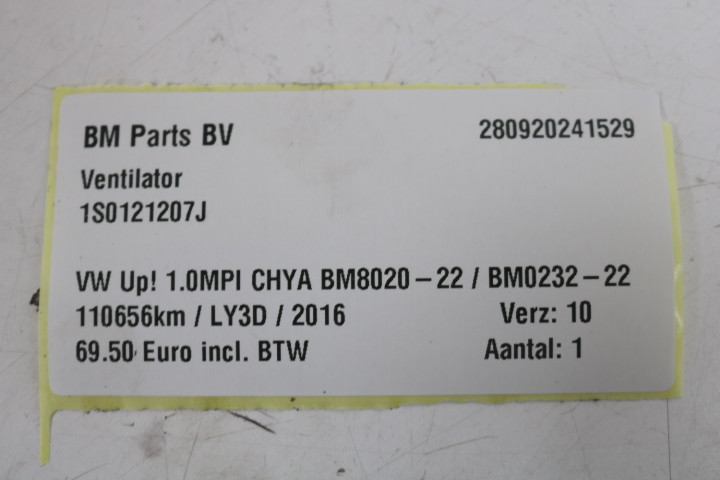 BM Parts BV 280920241529
Ventilator
1S0121207J
VW Up! 1.0MPI CHYA BM8020-22 / BM0232-22
110656km / LY3D / 2016 Verz: 10
69.50 Euro incl. BTW Aantal: 1